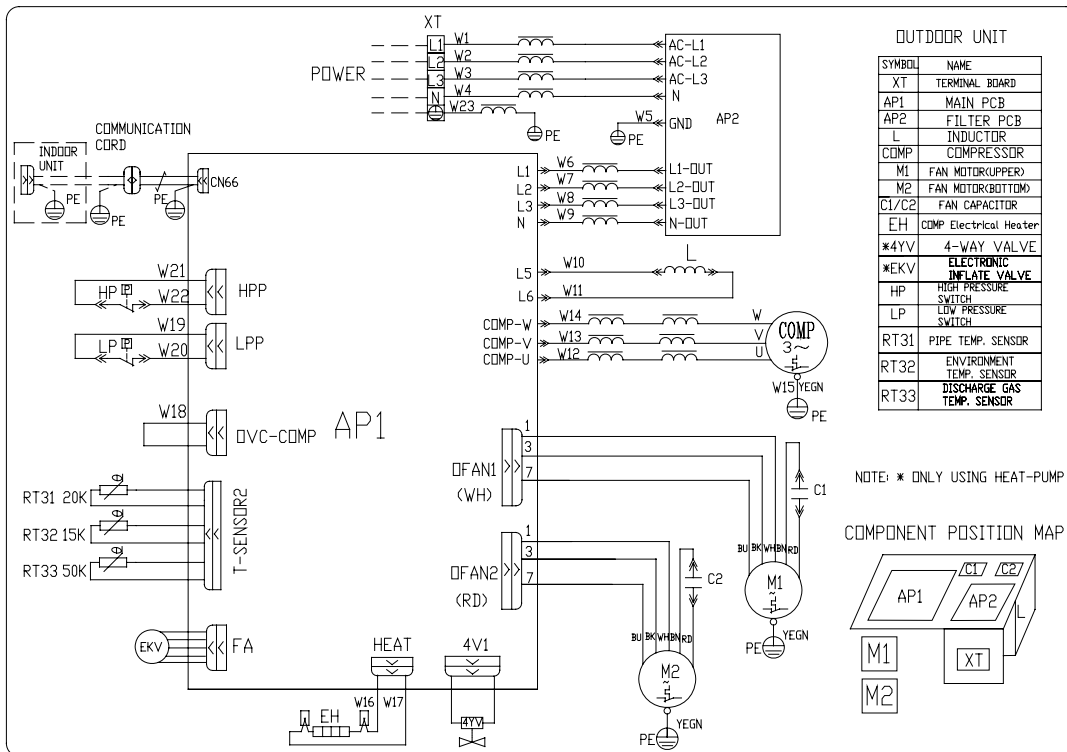 XT
POWER
L1 W1 AC-L1
L2 W2 AC-L2
L3 W3 AC-L3
N W4 N
W23
PE
W5 GND
PE
AP2
COMMUNICATION
CORD
INDOOR
UNIT
PE
PE
PE
CN66
L1 W6 L1-OUT
L2 W7 L2-OUT
L3 W8 L3-OUT
N W9 N-OUT
L
L5 W10
L6 W11
COMP-W W14 W
COMP-V W13 V
COMP-U W12 U
COMP
3~
W15 YEGN
PE
W21
HP P W22
HPP
W19
LP P W20
LPP
W18
OVC-COMP
AP1
RT31 20K θ
RT32 15K θ
RT33 50K θ
T-SENSOR2
EKV
FA
HEAT
4V1
W16 W17
EH
4YV
OFAN1
(WH)
1
3
7
OFAN2
(RD)
1
3
7
C1
BU BK WH BN RD
M1
~
YEGN
PE
C2
BU BK WH BN RD
M2
~
YEGN
PE
OUTDOOR UNIT
SYMBOL NAME
XT TERMINAL BOARD
AP1 MAIN PCB
AP2 FILTER PCB
L INDUCTOR
COMP COMPRESSOR
M1 FAN MOTOR(UPPER)
M2 FAN MOTOR(BOTTOM)
C1/C2 FAN CAPACITOR
EH COMP Electrical Heater
*4YV 4-WAY VALVE
*EKV ELECTRONIC
INFLATE VALVE
HP HIGH PRESSURE
SWITCH
LP LOW PRESSURE
SWITCH
RT31 PIPE TEMP. SENSOR
RT32 ENVIRONMENT
TEMP. SENSOR
RT33 DISCHARGE GAS
TEMP. SENSOR
NOTE: * ONLY USING HEAT-PUMP
COMPONENT POSITION MAP
C1 C2
AP1 AP2 L
M1 XT
M2